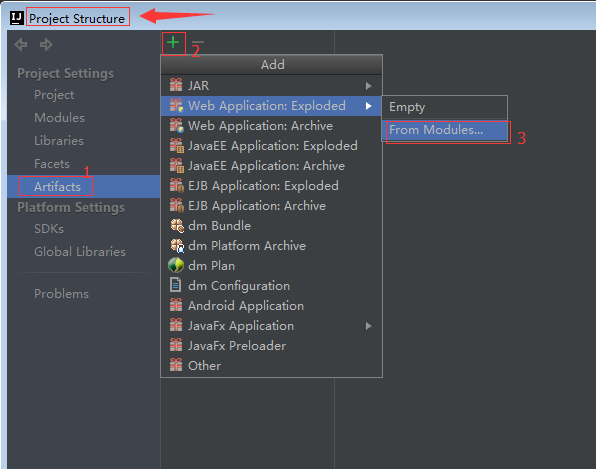 IJ Project Structure
2
Project Settings
Project
Modules
Libraries
Facets
1
Artifacts
Platform Settings
SDKs
Global Libraries
Problems
Add
JAR
Web Application: Exploded
Web Application: Archive
JavaEE Application: Exploded
JavaEE Application: Archive
EJB Application: Exploded
EJB Application: Archive
dm Bundle
dm Platform Archive
dm Plan
dm Configuration
Android Application
JavaFx Application
JavaFx Preloader
Other
Empty
From Modules...
3